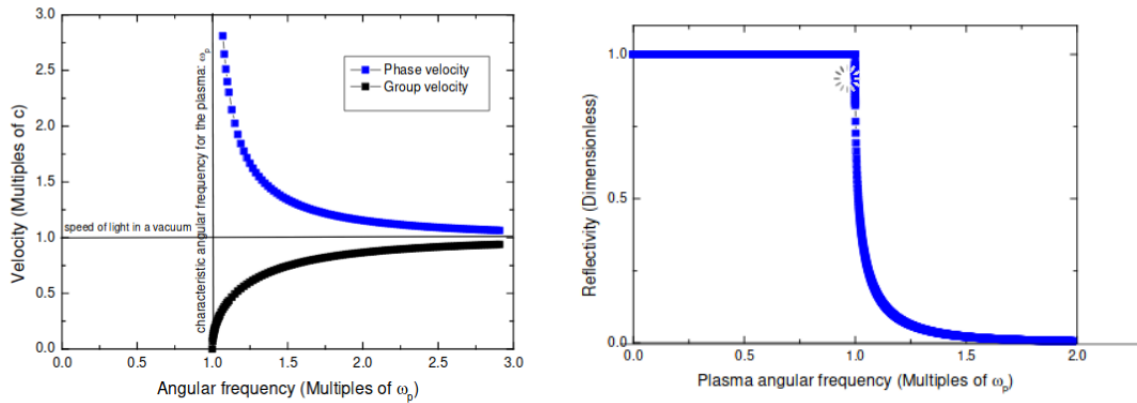 3.0
2.5
2.0
1.5
1.0
0.5
0.0
Velocity (Multiples of c)
characteristic angular frequency for the plasma: ωp
Phase velocity
Group velocity
speed of light in a vacuum
0.0 0.5 1.0 1.5 2.0 2.5 3.0
Angular frequency (Multiples of ωp)
1.0
0.5
0.0
Reflectivity (Dimensionless)
0.0 0.5 1.0 1.5 2.0
Plasma angular frequency (Multiples of ωp)